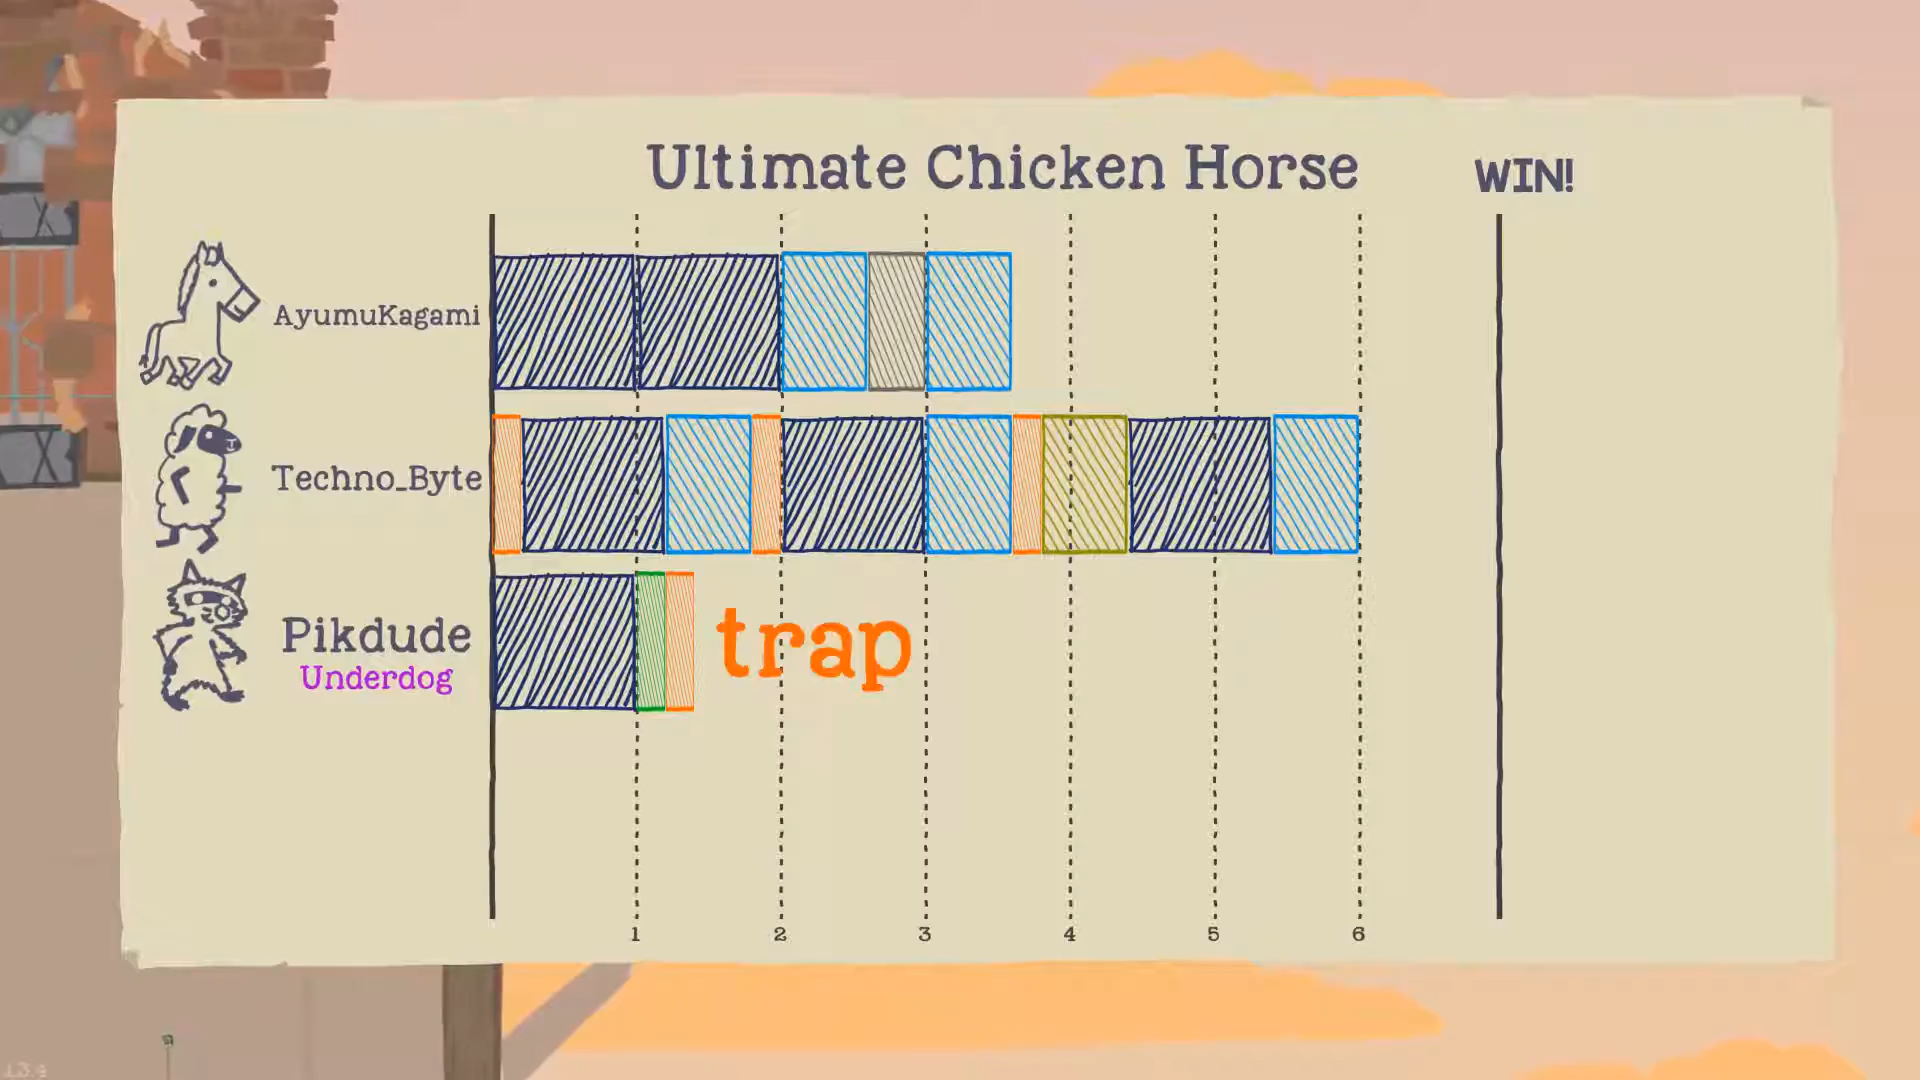 Ultimate Chicken Horse
WIN!
AyumuKagami
Techno_Byte
Pikdude
Underdog
trap
1 2 3 4 5 6